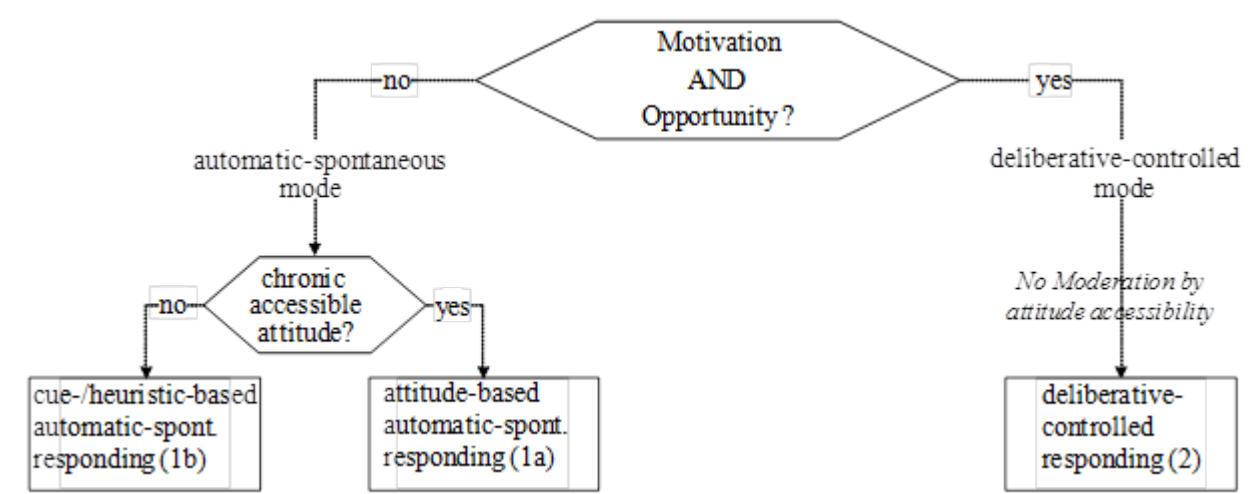 Motivation
AND
Opportunity?
no
yes
automatic-spontaneous
mode
deliberative-controlled
mode
chronic
accessible
attitude?
no
yes
No Moderation by
attitude accessibility
cue-/heuristic-based
automatic-spont.
responding (1b)
attitude-based
automatic-spont.
responding (1a)
deliberative-
controlled
responding (2)